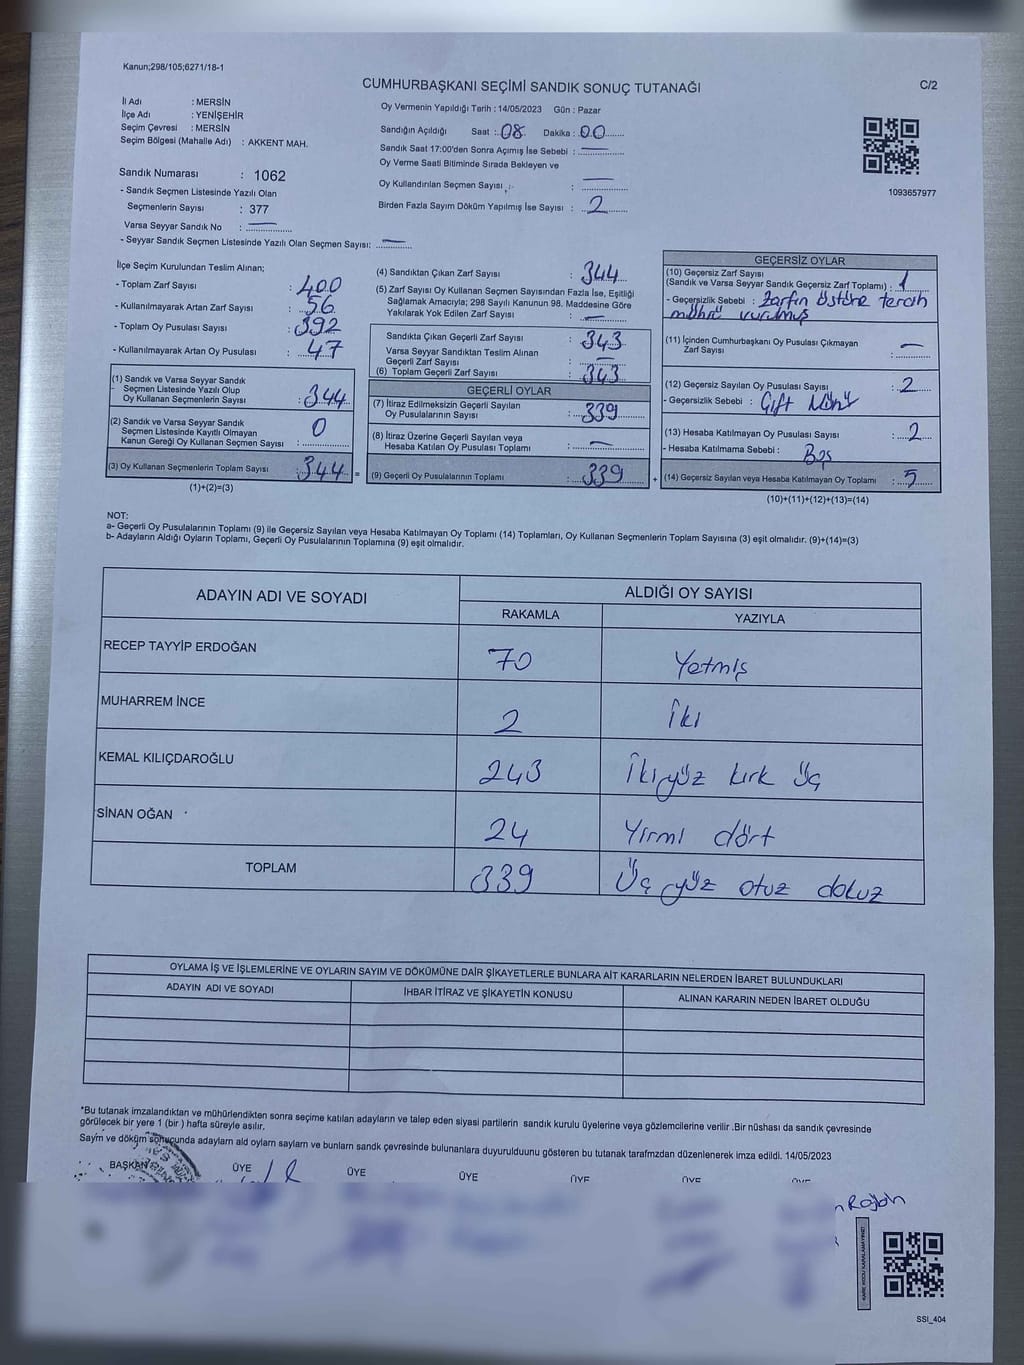 Kanun;298/105;6271/18-1
CUMHURBAŞKANI SEÇİMİ SANDIK SONUÇ TUTANAĞI
C/2
İl Adı : MERSİN
İlçe Adı : YENİŞEHİR
Seçim Çevresi : MERSİN
Seçim Bölgesi (Mahalle Adı) : AKKENT MAH.
Sandık Numarası : 1062
- Sandık Seçmen Listesinde Yazılı Olan
Seçmenlerin Sayısı : 377
Varsa Seyyar Sandık No : —
- Seyyar Sandık Seçmen Listesinde Yazılı Olan Seçmen Sayısı: —
Oy Vermenin Yapıldığı Tarih : 14/05/2023 Gün : Pazar
Sandığın Açıldığı Saat : 08 Dakika : 00
Sandık Saat 17:00'den Sonra Açımış İse Sebebi : —
Oy Verme Saati Bitiminde Sırada Bekleyen ve
Oy Kullandırılan Seçmen Sayısı : —
Birden Fazla Sayım Döküm Yapılmış İse Sayısı : 2
1093657977
İlçe Seçim Kurulundan Teslim Alınan;
- Toplam Zarf Sayısı : 400
- Kullanılmayarak Artan Zarf Sayısı : 56
- Toplam Oy Pusulası Sayısı : 392
- Kullanılmayarak Artan Oy Pusulası : 47
(1) Sandık ve Varsa Seyyar Sandık
Seçmen Listesinde Yazılı Olup
Oy Kullanan Seçmenlerin Sayısı : 344
(2) Sandık ve Varsa Seyyar Sandık
Seçmen Listesinde Kayıtlı Olmayan
Kanun Gereği Oy Kullanan Seçmen Sayısı : 0
(3) Oy Kullanan Seçmenlerin Toplam Sayısı : 344 =
(1)+(2)=(3)
(4) Sandıktan Çıkan Zarf Sayısı : 344
(5) Zarf Sayısı Oy Kullanan Seçmen Sayısından Fazla İse, Eşitliği
Sağlamak Amacıyla; 298 Sayılı Kanunun 98. Maddesine Göre
Yakılarak Yok Edilen Zarf Sayısı : —
Sandıkta Çıkan Geçerli Zarf Sayısı : 343
Varsa Seyyar Sandıktan Teslim Alınan
Geçerli Zarf Sayısı : —
(6) Toplam Geçerli Zarf Sayısı : 343
GEÇERLİ OYLAR
(7) İtiraz Edilmeksizin Geçerli Sayılan
Oy Pusulalarının Sayısı : 339
(8) İtiraz Üzerine Geçerli Sayılan veya
Hesaba Katılan Oy Pusulası Toplamı : —
(9) Geçerli Oy Pusulalarının Toplamı : 339 +
GEÇERSİZ OYLAR
(10) Geçersiz Zarf Sayısı
(Sandık ve Varsa Seyyar Sandık Geçersiz Zarf Toplamı) : 1
- Geçersizlik Sebebi : Zarfın üstüne tercih
mührü vurulmuş
(11) İçinden Cumhurbaşkanı Oy Pusulası Çıkmayan
Zarf Sayısı : —
(12) Geçersiz Sayılan Oy Pusulası Sayısı : 2
- Geçersizlik Sebebi : Çift Mühür
(13) Hesaba Katılmayan Oy Pusulası Sayısı : 2
- Hesaba Katılmama Sebebi : Boş
(14) Geçersiz Sayılan veya Hesaba Katılmayan Oy Toplamı : 5
(10)+(11)+(12)+(13)=(14)
NOT:
a- Geçerli Oy Pusulalarının Toplamı (9) ile Geçersiz Sayılan veya Hesaba Katılmayan Oy Toplamı (14) Toplamları, Oy Kullanan Seçmenlerin Toplam Sayısına (3) eşit olmalıdır. (9)+(14)=(3)
b- Adayların Aldığı Oyların Toplamı, Geçerli Oy Pusulalarının Toplamına (9) eşit olmalıdır.
ADAYIN ADI VE SOYADI
ALDIĞI OY SAYISI
RAKAMLA YAZIYLA
RECEP TAYYİP ERDOĞAN 70 Yetmiş
MUHARREM İNCE 2 İki
KEMAL KILIÇDAROĞLU 243 İkiyüz kırk üç
SİNAN OĞAN 24 Yirmi dört
TOPLAM 339 Üç yüz otuz dokuz
OYLAMA İŞ VE İŞLEMLERİNE VE OYLARIN SAYIM VE DÖKÜMÜNE DAİR ŞİKAYETLERLE BUNLARA AİT KARARLARIN NELERDEN İBARET BULUNDUKLARI
ADAYIN ADI VE SOYADI İHBAR İTİRAZ VE ŞİKAYETİN KONUSU ALINAN KARARIN NEDEN İBARET OLDUĞU
*Bu tutanak imzalandıktan ve mühürlendikten sonra seçime katılan adayların ve talep eden siyasi partilerin sandık kurulu üyelerine veya gözlemcilerine verilir .Bir nüshası da sandık çevresinde
görülecek bir yere 1 (bir ) hafta süreyle asılır.
Sayım ve döküm sonucunda adayların ald oyların sayların ve bunların sandk çevresinde bulunanlara duyurulduunu gösteren bu tutanak tarafmzdan düzenlenerek imza edildi. 14/05/2023
BAŞKAN ÜYE ÜYE ÜYE ÜYE ÜYE
SSI_404